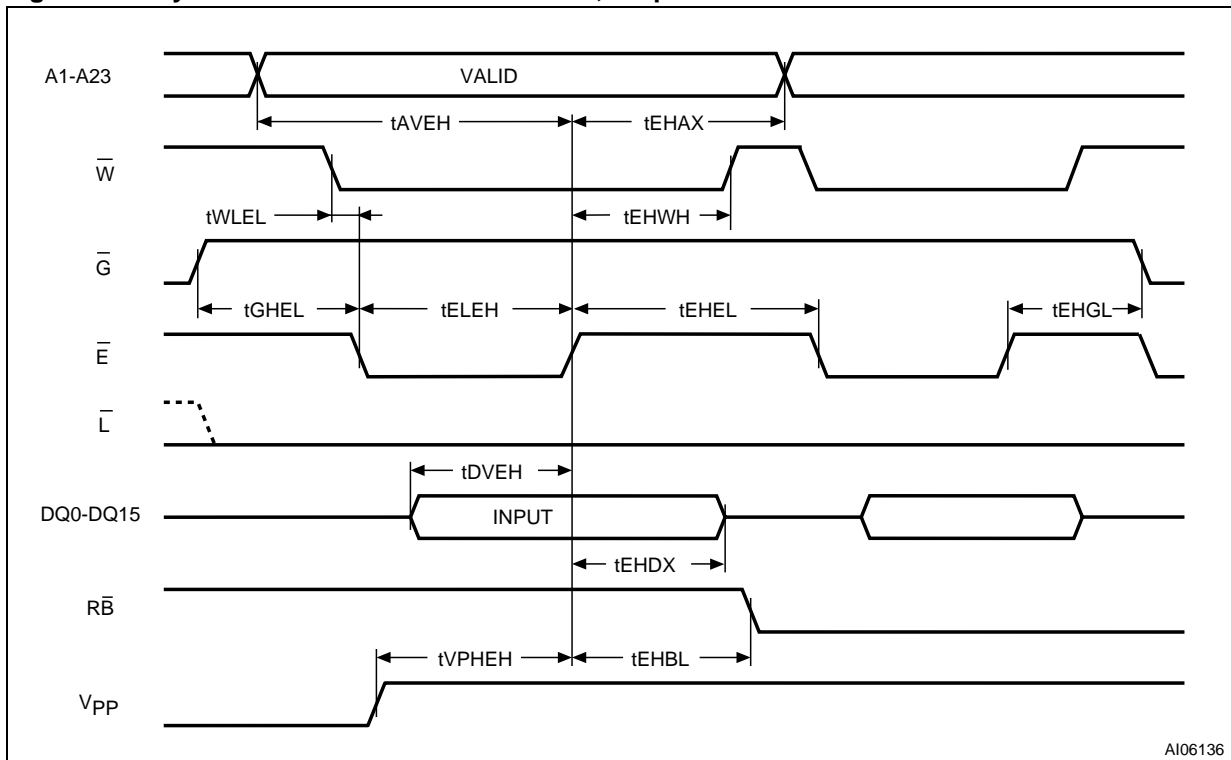 A1-A23
VALID
tAVEH
tEHAX
W̅
tWLEL
tEHWH
G̅
tGHEL
tELEH
tEHEL
tEHGL
E̅
L̅
tDVEH
DQ0-DQ15
INPUT
tEHDX
RB̅
tVPHEH
tEHBL
VPP
AI06136